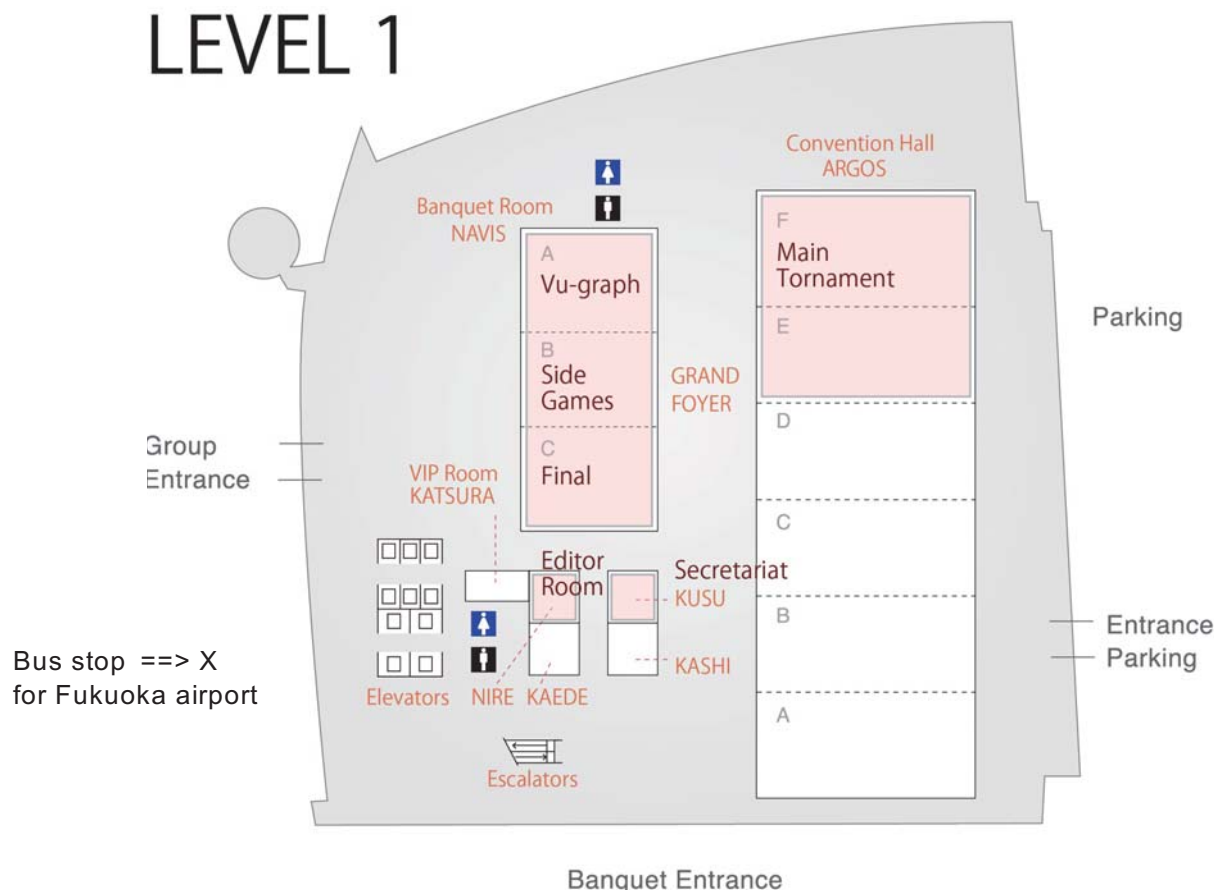 LEVEL 1
Convention Hall
ARGOS
Banquet Room
NAVIS
F
Main
Tornament
A
Vu-graph
Parking
E
B
Side
Games
GRAND
FOYER
D
Group
Entrance
C
Final
VIP Room
KATSURA
C
Editor
Room
Secretariat
KUSU
B
Entrance
Parking
Bus stop ==> X
for Fukuoka airport
KASHI
Elevators
NIRE KAEDE
A
Escalators
Banquet Entrance